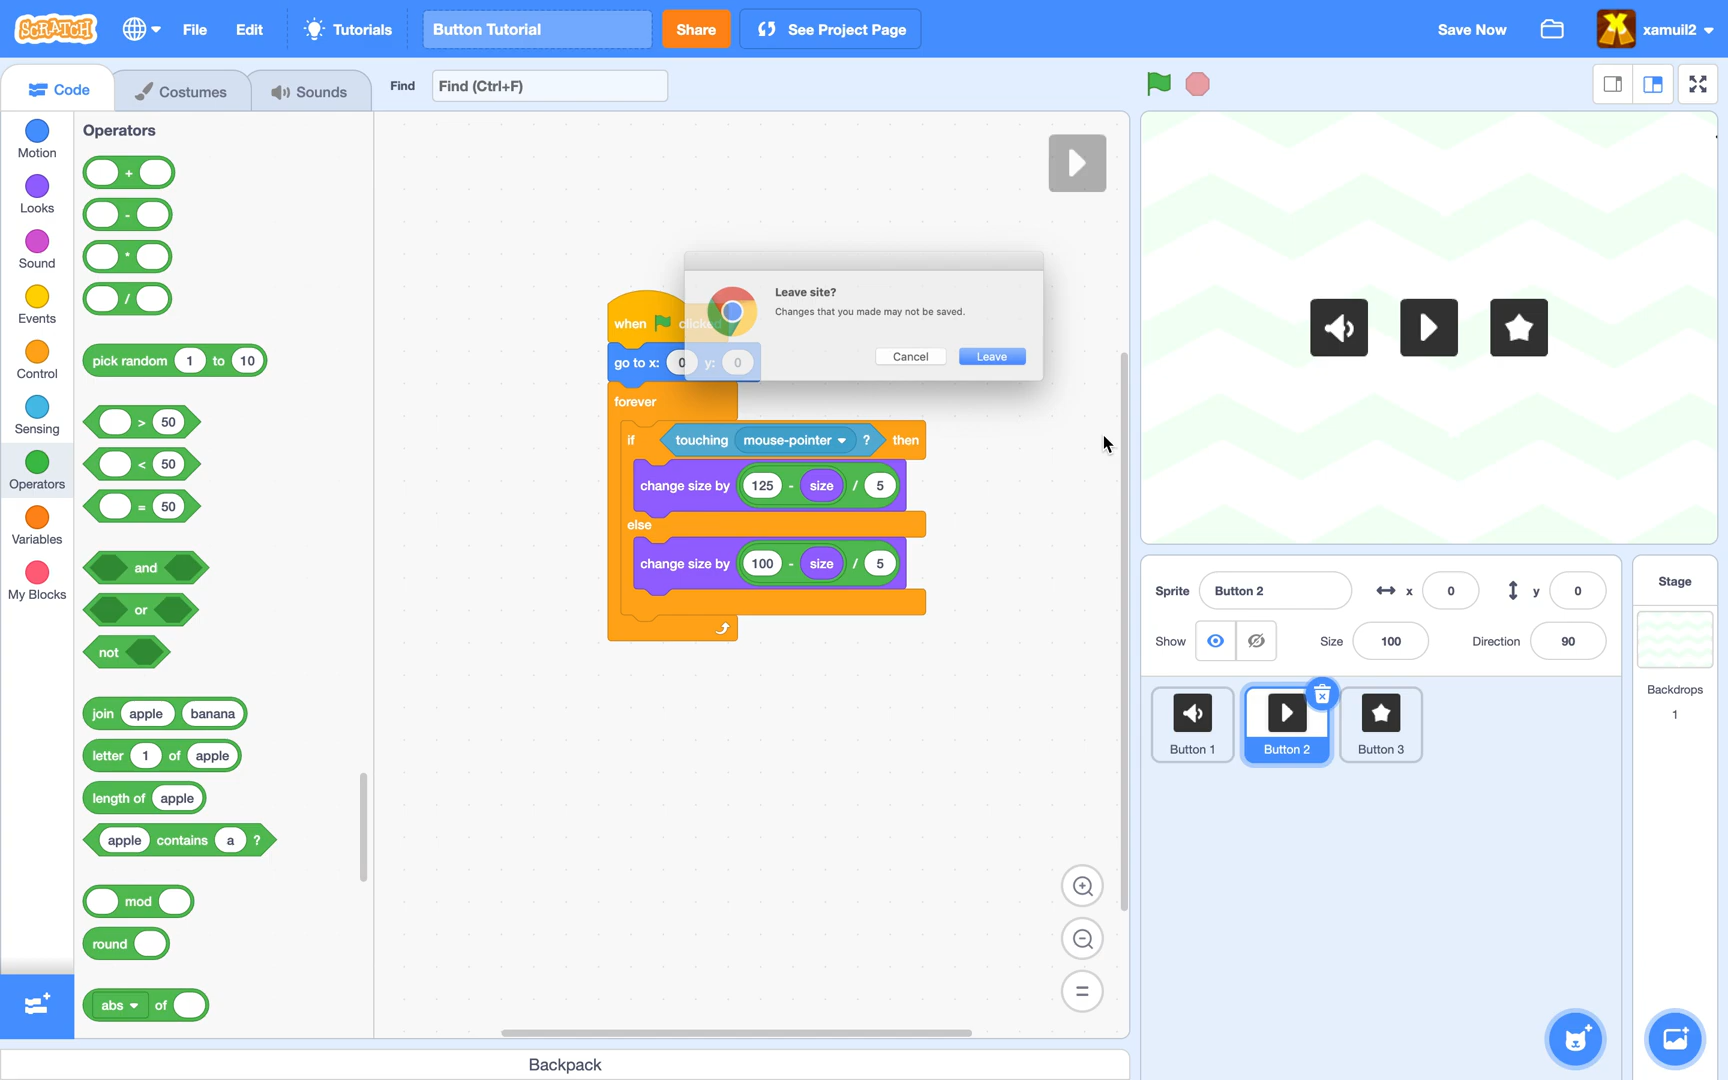 SCRATCH File Edit Tutorials Button Tutorial Share See Project Page Save Now xamuil2
Code Costumes Sounds Find Find (Ctrl+F)
Motion
Looks
Sound
Events
Control
Sensing
Operators
Variables
My Blocks
Operators
+
-
*
/
pick random 1 to 10
> 50
< 50
= 50
and
or
not
join apple banana
letter 1 of apple
length of apple
apple contains a ?
mod
round
abs of
when clicked
go to x: 0 y: 0
forever
if touching mouse-pointer ? then
change size by 125 - size / 5
else
change size by 100 - size / 5
Leave site?
Changes that you made may not be saved.
Cancel Leave
=
Backpack
Sprite Button 2 x 0 y 0
Show Size 100 Direction 90
Button 1 Button 2 Button 3
Stage
Backdrops
1